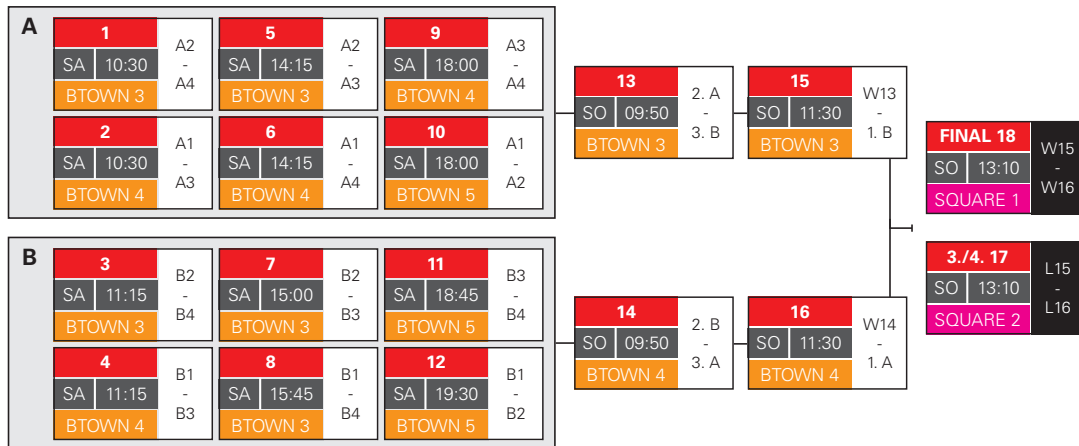 A
1
SA 10:30
BTOWN 3
A2
-
A4
5
SA 14:15
BTOWN 3
A2
-
A3
9
SA 18:00
BTOWN 4
A3
-
A4
2
SA 10:30
BTOWN 4
A1
-
A3
6
SA 14:15
BTOWN 4
A1
-
A4
10
SA 18:00
BTOWN 5
A1
-
A2
B
3
SA 11:15
BTOWN 3
B2
-
B4
7
SA 15:00
BTOWN 3
B2
-
B3
11
SA 18:45
BTOWN 5
B3
-
B4
4
SA 11:15
BTOWN 4
B1
-
B3
8
SA 15:45
BTOWN 3
B1
-
B4
12
SA 19:30
BTOWN 5
B1
-
B2
13
SO 09:50
BTOWN 3
2. A
-
3. B
15
SO 11:30
BTOWN 3
W13
-
1. B
14
SO 09:50
BTOWN 4
2. B
-
3. A
16
SO 11:30
BTOWN 4
W14
-
1. A
FINAL 18
SO 13:10
SQUARE 1
W15
-
W16
3./4. 17
SO 13:10
SQUARE 2
L15
-
L16